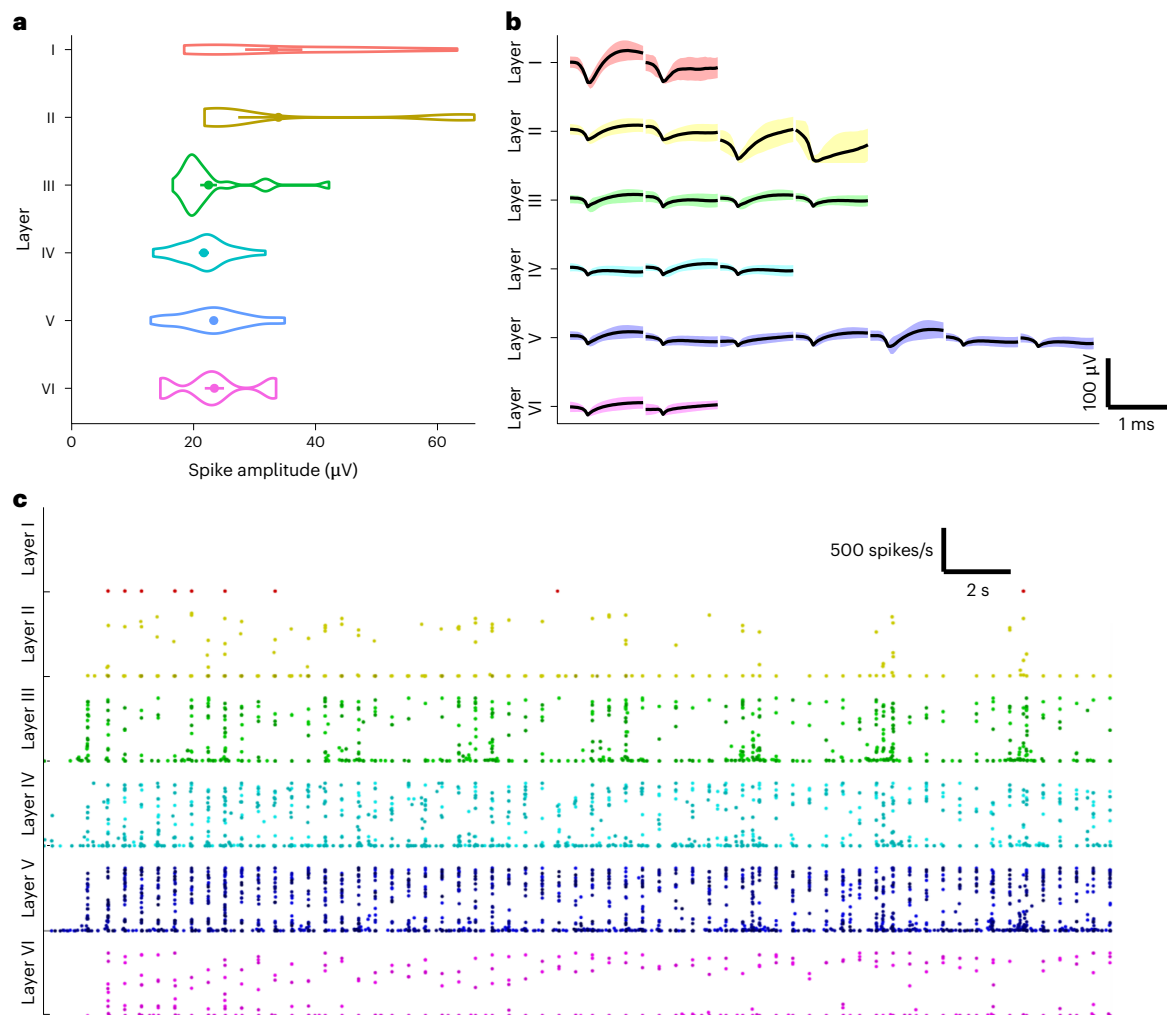 a
I
II
III
IV
V
VI
Layer
0
20
40
60
Spike amplitude (μV)
b
Layer
I
Layer
II
Layer
III
Layer
IV
Layer
V
Layer
VI
100 μV
1 ms
c
Layer I
Layer II
Layer III
Layer IV
Layer V
Layer VI
500 spikes/s
2 s